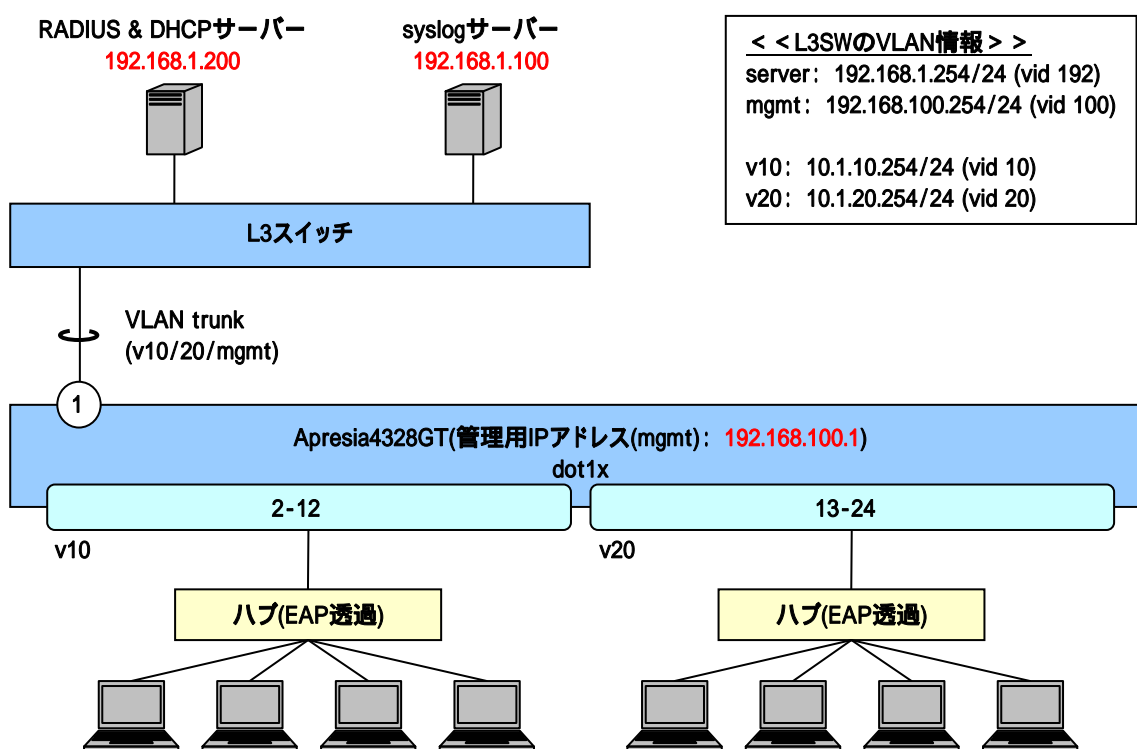 RADIUS & DHCPサーバー
192.168.1.200
syslogサーバー
192.168.1.100
<<L3SWのVLAN情報>>
server: 192.168.1.254/24 (vid 192)
mgmt: 192.168.100.254/24 (vid 100)
v10: 10.1.10.254/24 (vid 10)
v20: 10.1.20.254/24 (vid 20)
L3スイッチ
VLAN trunk
(v10/20/mgmt)
1
Apresia4328GT(管理用IPアドレス(mgmt): 192.168.100.1)
dot1x
2-12
13-24
v10
v20
ハブ(EAP透過)
ハブ(EAP透過)